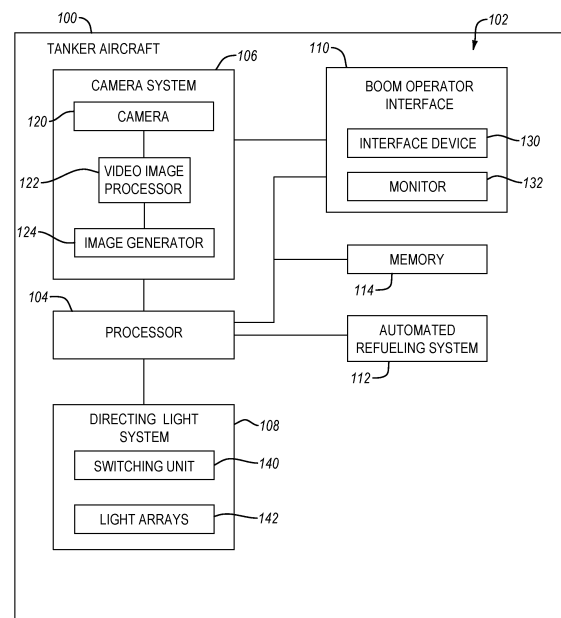 100
102
TANKER AIRCRAFT
106
CAMERA SYSTEM
120
CAMERA
122
VIDEO IMAGE
PROCESSOR
124
IMAGE GENERATOR
110
BOOM OPERATOR
INTERFACE
INTERFACE DEVICE
130
MONITOR
132
MEMORY
114
104
PROCESSOR
AUTOMATED
REFUELING SYSTEM
112
DIRECTING LIGHT
SYSTEM
108
SWITCHING UNIT
140
LIGHT ARRAYS
142